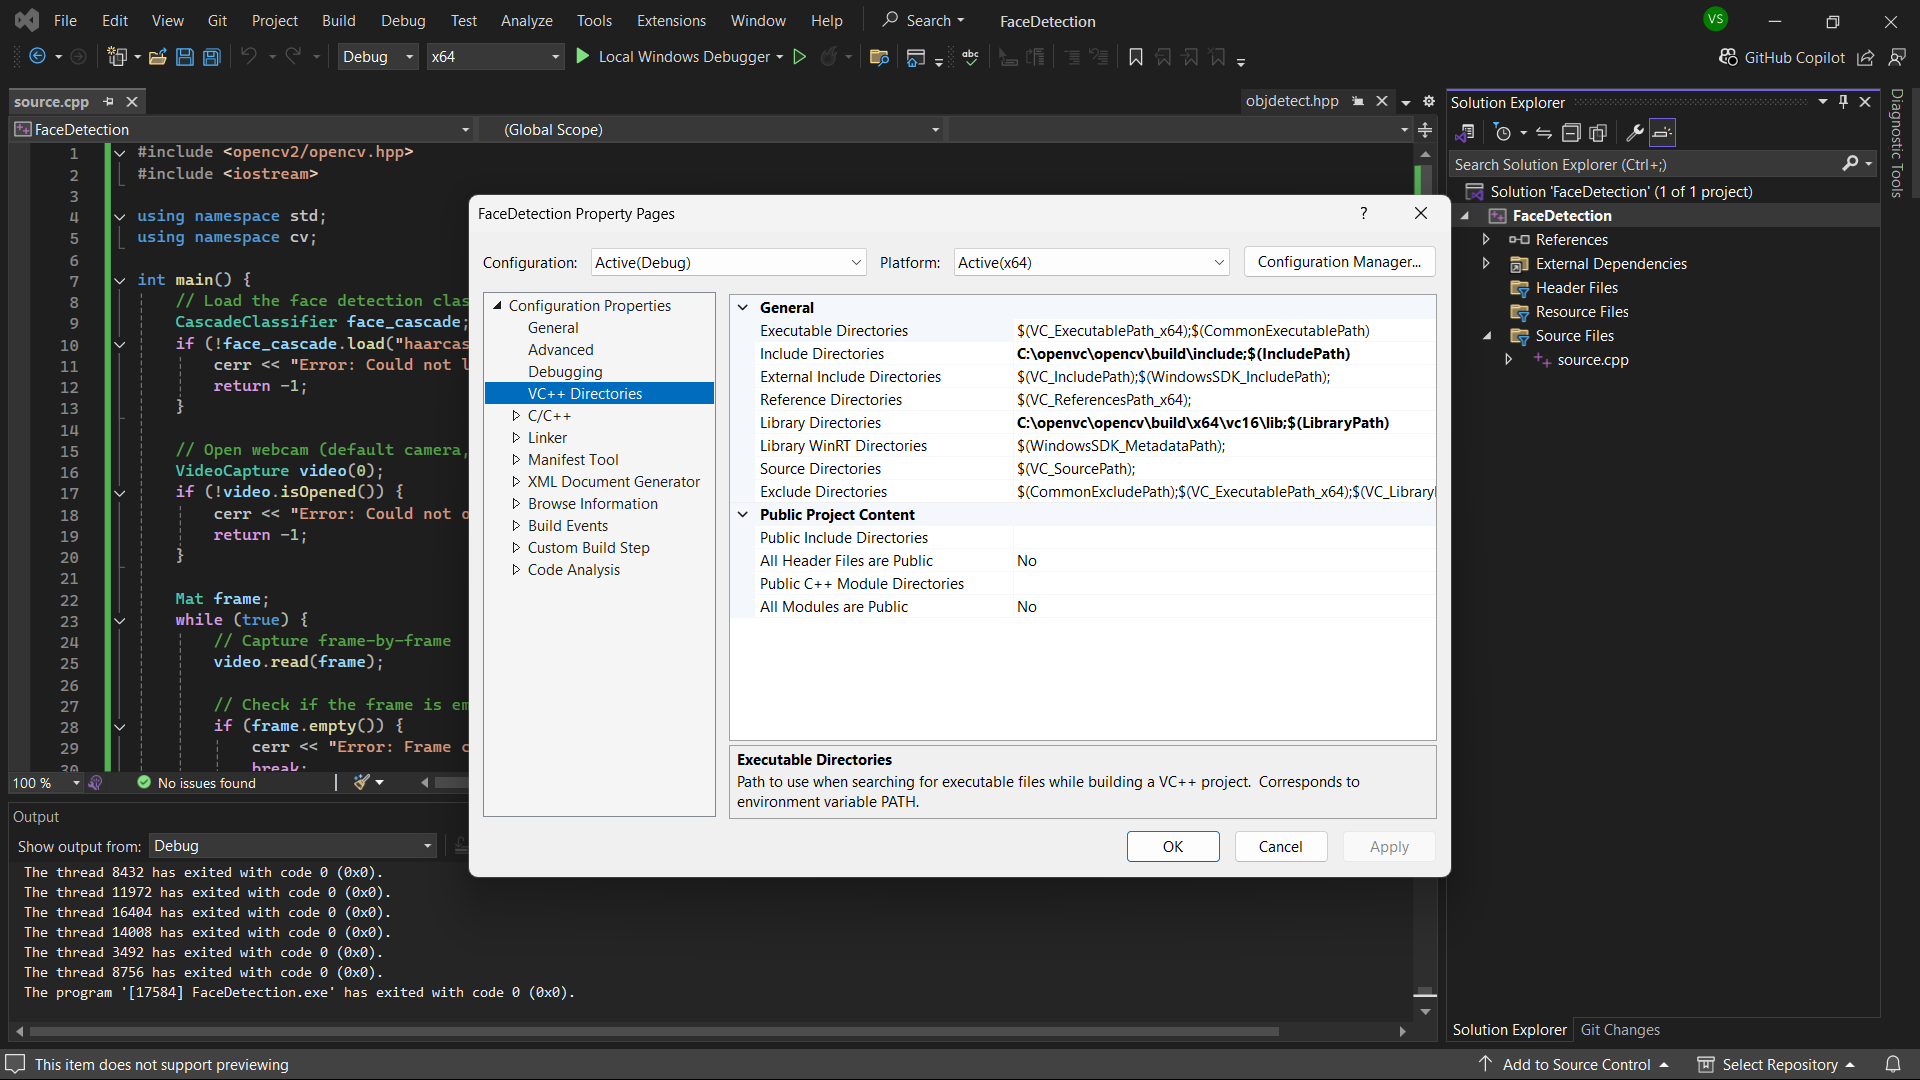 File Edit View Git Project Build Debug Test Analyze Tools Extensions Window Help Search FaceDetection VS
Debug x64 Local Windows Debugger abc GitHub Copilot
source.cpp objdetect.hpp
FaceDetection (Global Scope)
1 #include <opencv2/opencv.hpp>
2 #include <iostream>
3
4 using namespace std;
5 using namespace cv;
6
7 int main() {
8 // Load the face detection clas
9 CascadeClassifier face_cascade;
10 if (!face_cascade.load("haarcas
11 cerr << "Error: Could not l
12 return -1;
13 }
14
15 // Open webcam (default camera,
16 VideoCapture video(0);
17 if (!video.isOpened()) {
18 cerr << "Error: Could not o
19 return -1;
20 }
21
22 Mat frame;
23 while (true) {
24 // Capture frame-by-frame
25 video.read(frame);
26
27 // Check if the frame is em
28 if (frame.empty()) {
29 cerr << "Error: Frame c
30 break;
100 % No issues found
FaceDetection Property Pages ?
Configuration: Active(Debug) Platform: Active(x64) Configuration Manager...
Configuration Properties
General
Advanced
Debugging
VC++ Directories
C/C++
Linker
Manifest Tool
XML Document Generator
Browse Information
Build Events
Custom Build Step
Code Analysis
General
Executable Directories $(VC_ExecutablePath_x64);$(CommonExecutablePath)
Include Directories C:\openvc\opencv\build\include;$(IncludePath)
External Include Directories $(VC_IncludePath);$(WindowsSDK_IncludePath);
Reference Directories $(VC_ReferencesPath_x64);
Library Directories C:\openvc\opencv\build\x64\vc16\lib;$(LibraryPath)
Library WinRT Directories $(WindowsSDK_MetadataPath);
Source Directories $(VC_SourcePath);
Exclude Directories $(CommonExcludePath);$(VC_ExecutablePath_x64);$(VC_Library
Public Project Content
Public Include Directories
All Header Files are Public No
Public C++ Module Directories
All Modules are Public No
Executable Directories
Path to use when searching for executable files while building a VC++ project. Corresponds to
environment variable PATH.
OK Cancel Apply
Solution Explorer
Search Solution Explorer (Ctrl+;)
Solution 'FaceDetection' (1 of 1 project)
FaceDetection
References
External Dependencies
Header Files
Resource Files
Source Files
source.cpp
Diagnostic Tools
Output
Show output from: Debug
The thread 8432 has exited with code 0 (0x0).
The thread 11972 has exited with code 0 (0x0).
The thread 16404 has exited with code 0 (0x0).
The thread 14008 has exited with code 0 (0x0).
The thread 3492 has exited with code 0 (0x0).
The thread 8756 has exited with code 0 (0x0).
The program '[17584] FaceDetection.exe' has exited with code 0 (0x0).
Solution Explorer Git Changes
This item does not support previewing Add to Source Control Select Repository